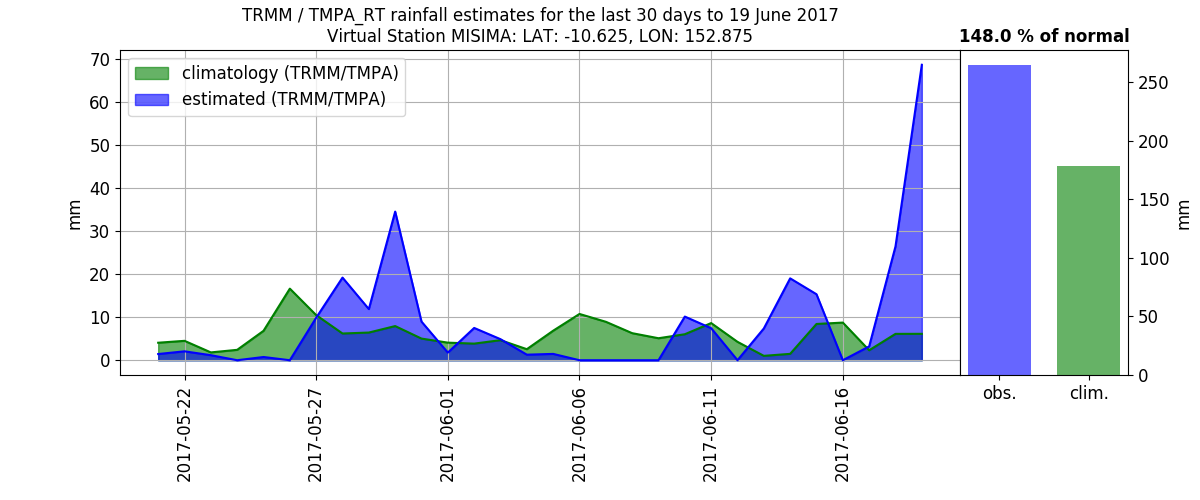 TRMM / TMPA_RT rainfall estimates for the last 30 days to 19 June 2017
Virtual Station MISIMA: LAT: -10.625, LON: 152.875
148.0 % of normal
climatology (TRMM/TMPA)
estimated (TRMM/TMPA)
70
60
50
40
30
20
10
0
mm
2017-05-22
2017-05-27
2017-06-01
2017-06-06
2017-06-11
2017-06-16
250
200
150
100
50
0
mm
obs.
clim.